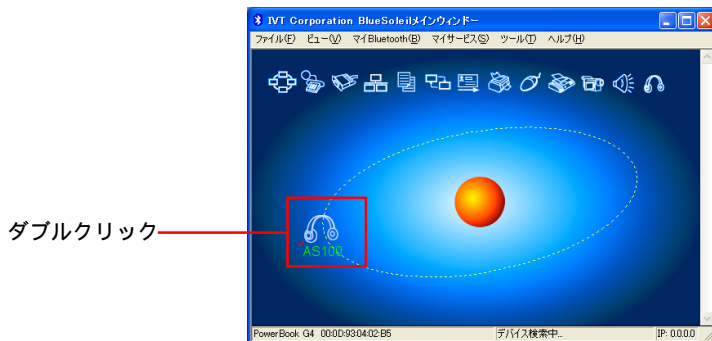 IVT Corporation BlueSoleilメインウィンドー
ファイル(F) ビュー(V) マイBluetooth(B) マイサービス(S) ツール(T) ヘルプ(H)
ダブルクリック
AS100
PowerBook G4 00:0D:93:04:02:B5 デバイス検索中... IP: 0.0.0.0